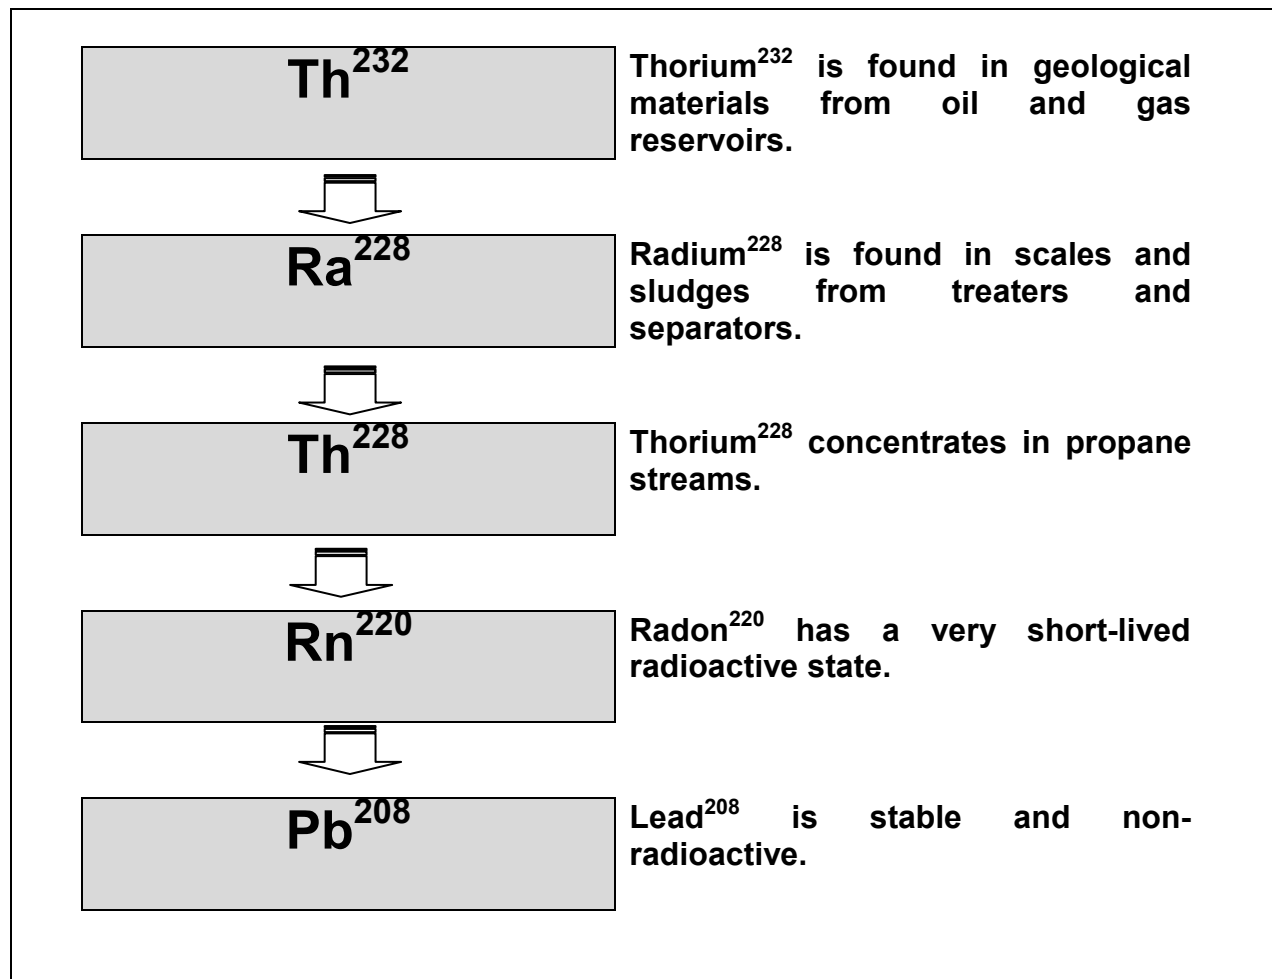 Th²³²
Thorium²³² is found in geological
materials from oil and gas
reservoirs.
Ra²²⁸
Radium²²⁸ is found in scales and
sludges from treaters and
separators.
Th²²⁸
Thorium²²⁸ concentrates in propane
streams.
Rn²²⁰
Radon²²⁰ has a very short-lived
radioactive state.
Pb²⁰⁸
Lead²⁰⁸ is stable and non-
radioactive.